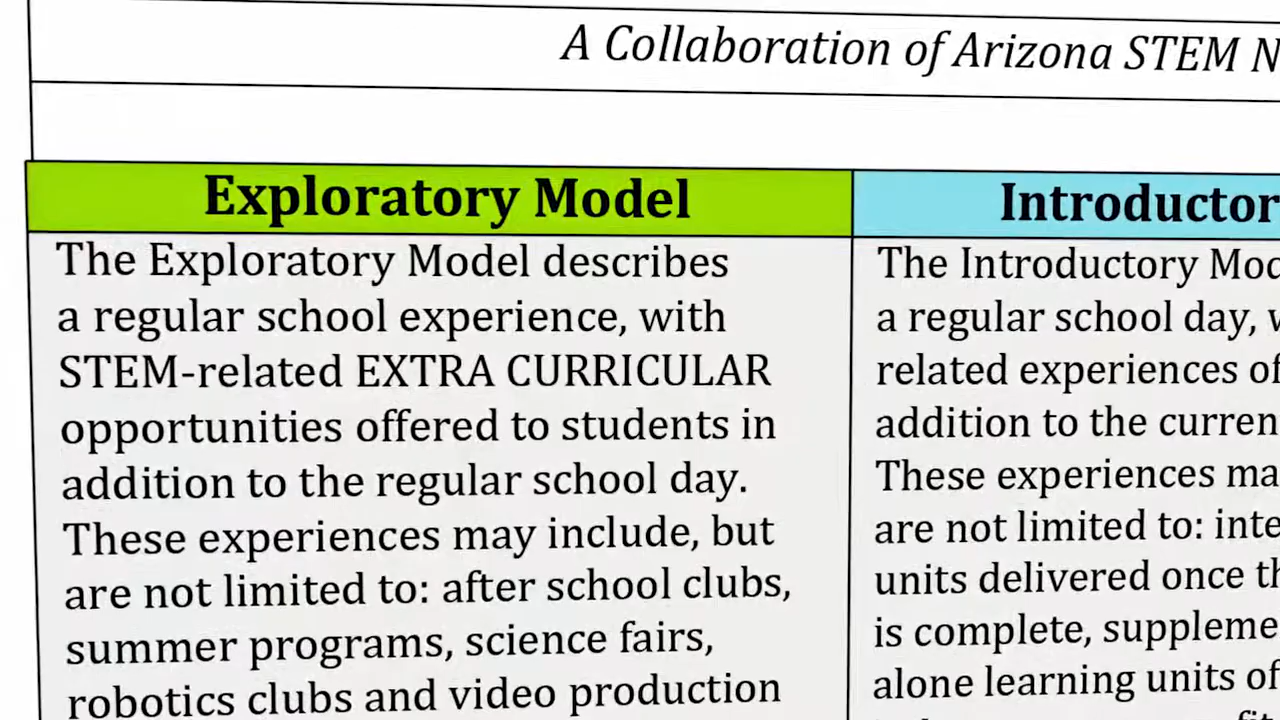 A Collaboration of Arizona STEM
Exploratory Model
The Exploratory Model describes
a regular school experience, with
STEM-related EXTRA CURRICULAR
opportunities offered to students in
addition to the regular school day.
These experiences may include, but
are not limited to: after school clubs,
summer programs, science fairs,
robotics clubs and video production
The Introductory
a regular school day,
related experiences of
addition to the
These experiences
are not limited to:
units delivered once
is complete,
alone learning units of